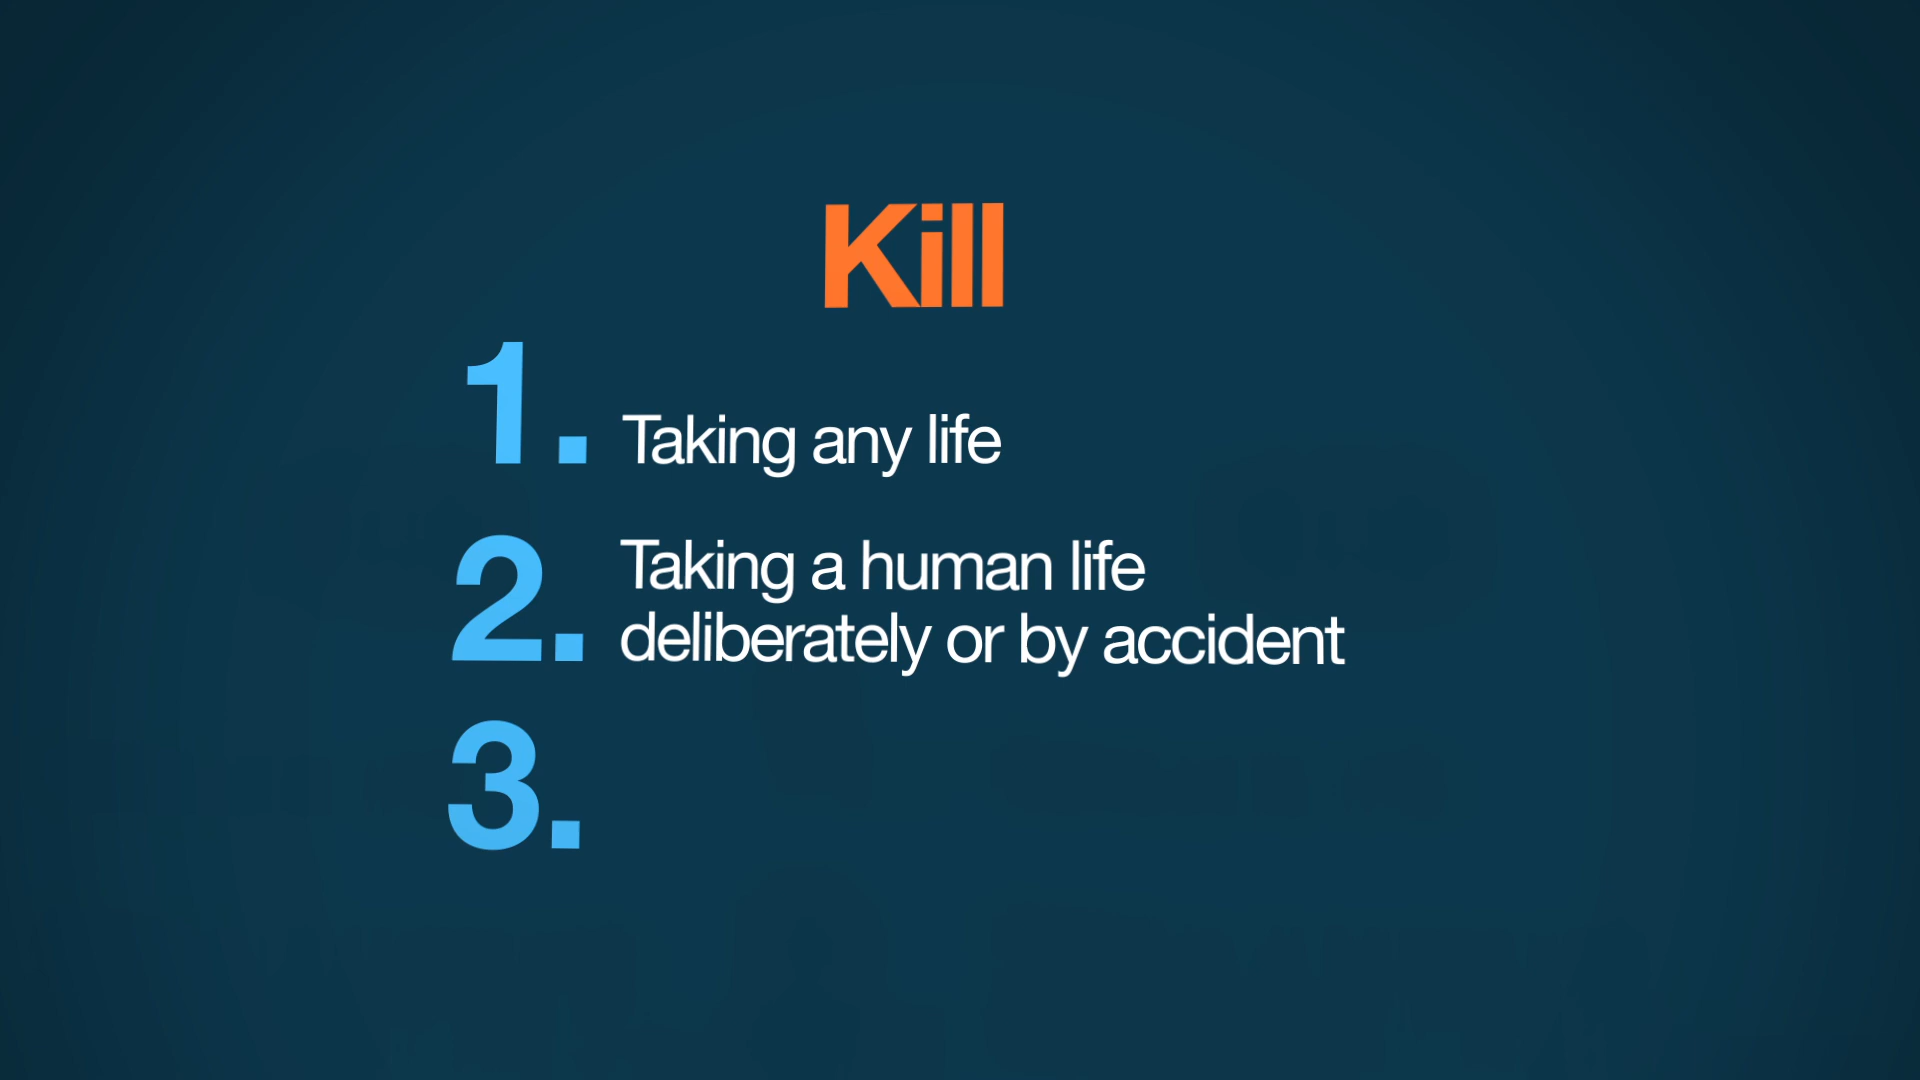 Kill
1. Taking any life
2. Taking a human life
deliberately or by accident
3.